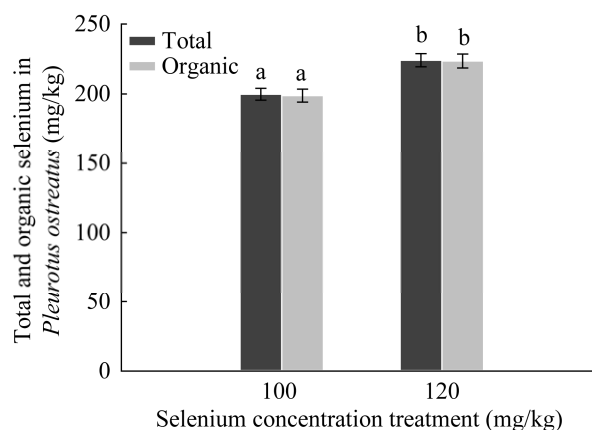 Total and organic selenium in
Pleurotus ostreatus (mg/kg)
250
200
150
100
50
0
Total
Organic
a a
b b
100 120
Selenium concentration treatment (mg/kg)